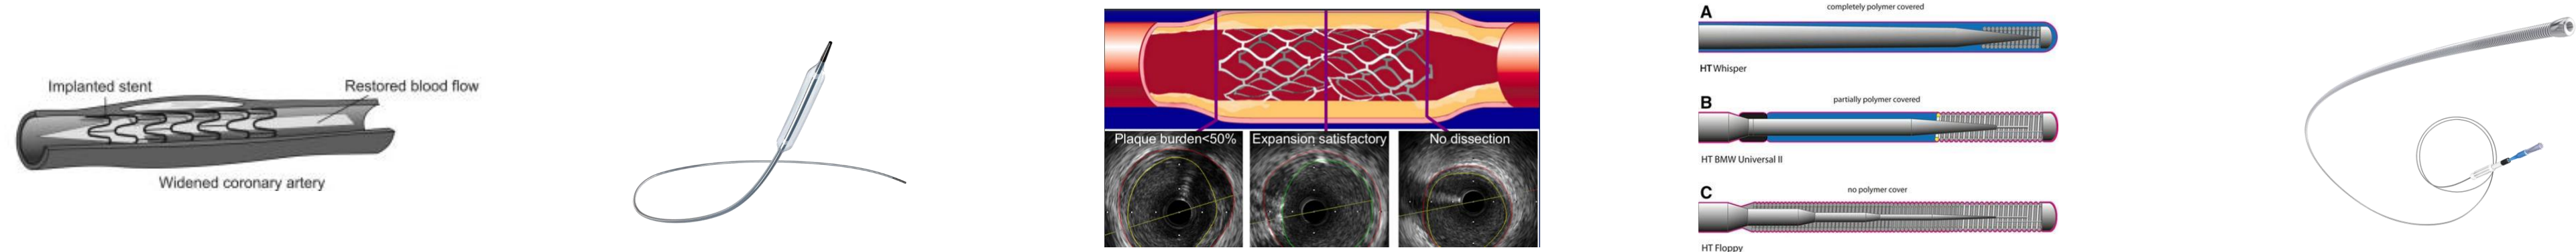 Implanted stent
Restored blood flow
Widened coronary artery
Plaque burden<50%
Expansion satisfactory
No dissection
A
completely polymer covered
HT Whisper
B
partially polymer covered
HT BMW Universal II
C
no polymer cover
HT Floppy